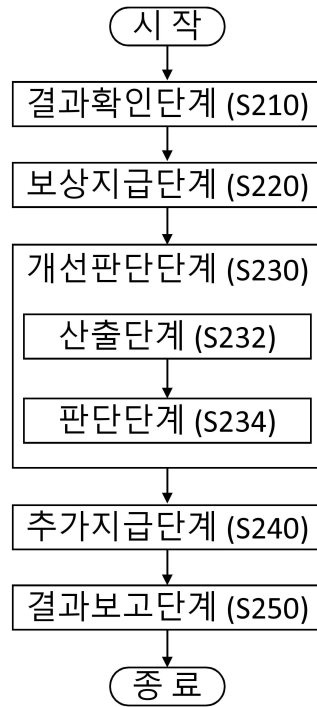 시 작
결과확인단계 (S210)
보상지급단계 (S220)
개선판단단계 (S230)
산출단계 (S232)
판단단계 (S234)
추가지급단계 (S240)
결과보고단계 (S250)
종 료